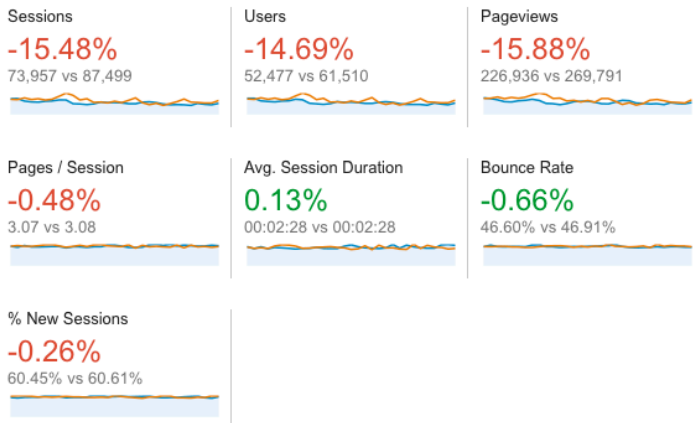 Sessions
-15.48%
73,957 vs 87,499
Users
-14.69%
52,477 vs 61,510
Pageviews
-15.88%
226,936 vs 269,791
Pages / Session
-0.48%
3.07 vs 3.08
Avg. Session Duration
0.13%
00:02:28 vs 00:02:28
Bounce Rate
-0.66%
46.60% vs 46.91%
% New Sessions
-0.26%
60.45% vs 60.61%